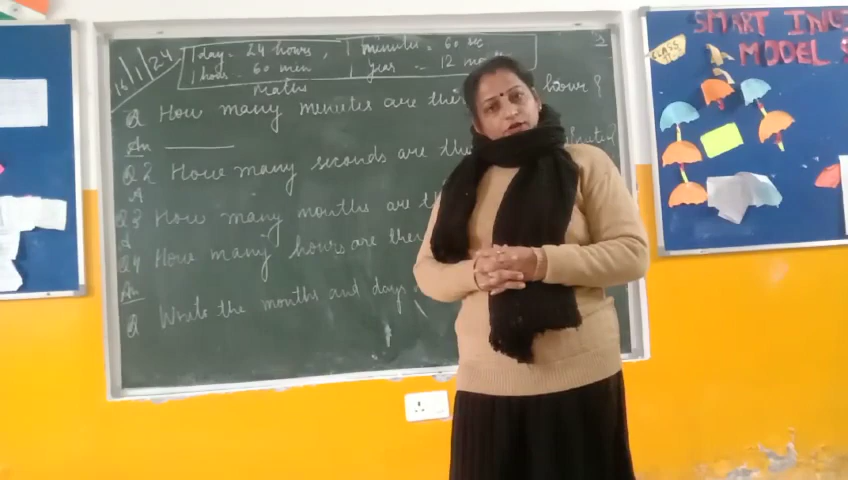 16/1/24
1 day = 24 hours, 1 minute = 60 sec
1 hour - 60 min 1 year - 12 
Maths
Q How many minutes are hour?
An
Q2 How many seconds are
A
Q3 How many months are
A
Q4 How many hours are
An
Q Write the months and days
SMART
CLASS
MODEL